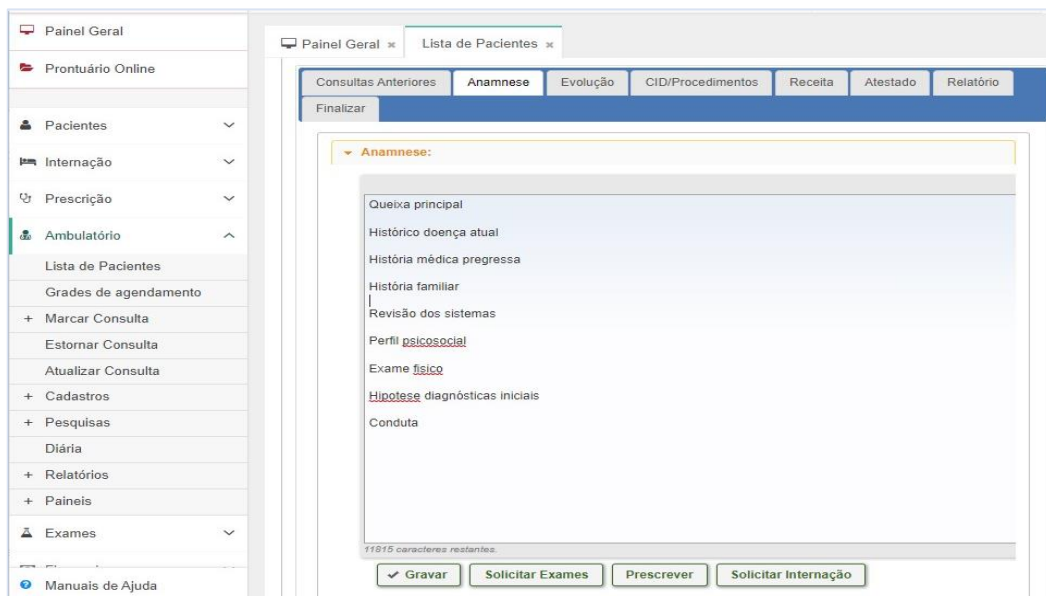 Painel Geral
Prontuário Online
Pacientes
Internação
Prescrição
Ambulatório
Lista de Pacientes
Grades de agendamento
+ Marcar Consulta
Estornar Consulta
Atualizar Consulta
+ Cadastros
+ Pesquisas
Diária
+ Relatórios
+ Paineis
Exames
Manuais de Ajuda
Painel Geral × Lista de Pacientes ×
Consultas Anteriores Anamnese Evolução CID/Procedimentos Receita Atestado Relatório
Finalizar
Anamnese:
Queixa principal
Histórico doença atual
História médica pregressa
História familiar
Revisão dos sistemas
Perfil psicosocial
Exame fisico
Hipotese diagnósticas iniciais
Conduta
11815 caracteres restantes.
Gravar Solicitar Exames Prescrever Solicitar Internação